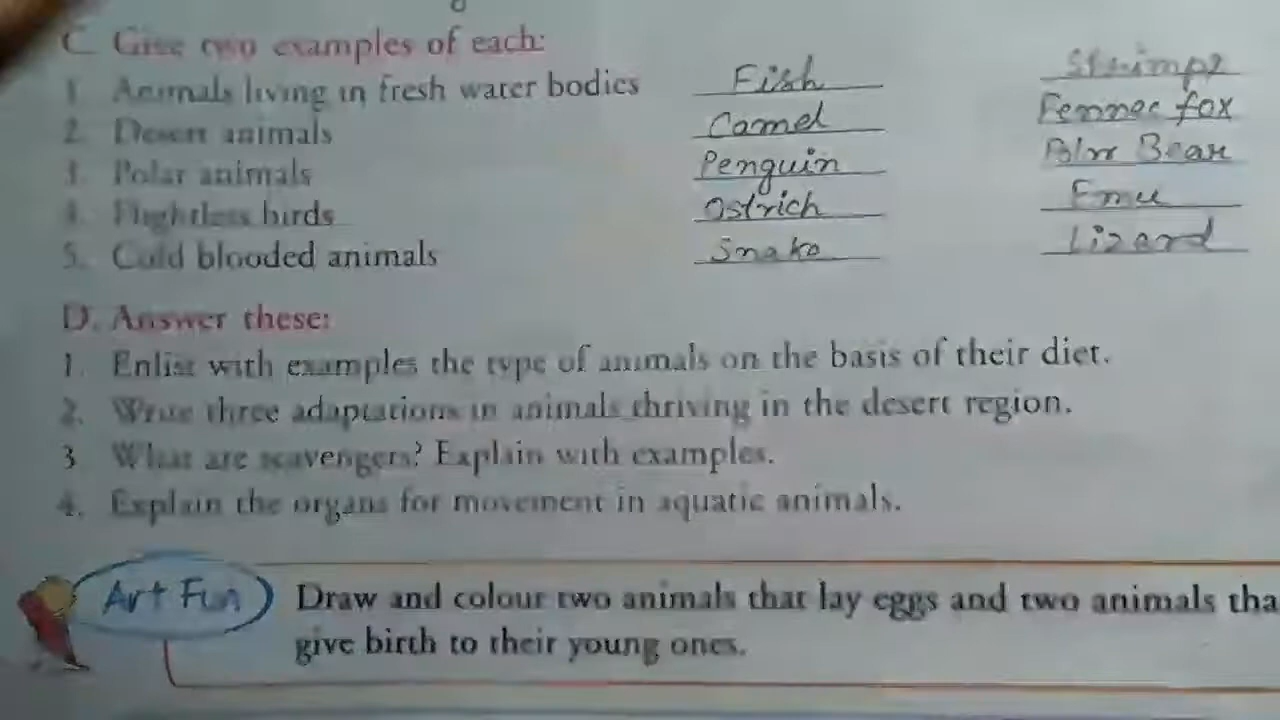 C. Give two examples of each:
1. Animals living in fresh water bodies Fish Shrimps
2. Desert animals Camel Fennec fox
3. Polar animals Penguin Polar Bear
4. Flightless birds Ostrich Emu
5. Cold blooded animals Snake Lizard
D. Answer these:
1. Enlist with examples the type of animals on the basis of their diet.
2. Write three adaptations in animals thriving in the desert region.
3 What are scavengers? Explain with examples.
4. Explain the organs for movement in aquatic animals.
Art Fun
Draw and colour two animals that lay eggs and two animals tha
give birth to their young ones.